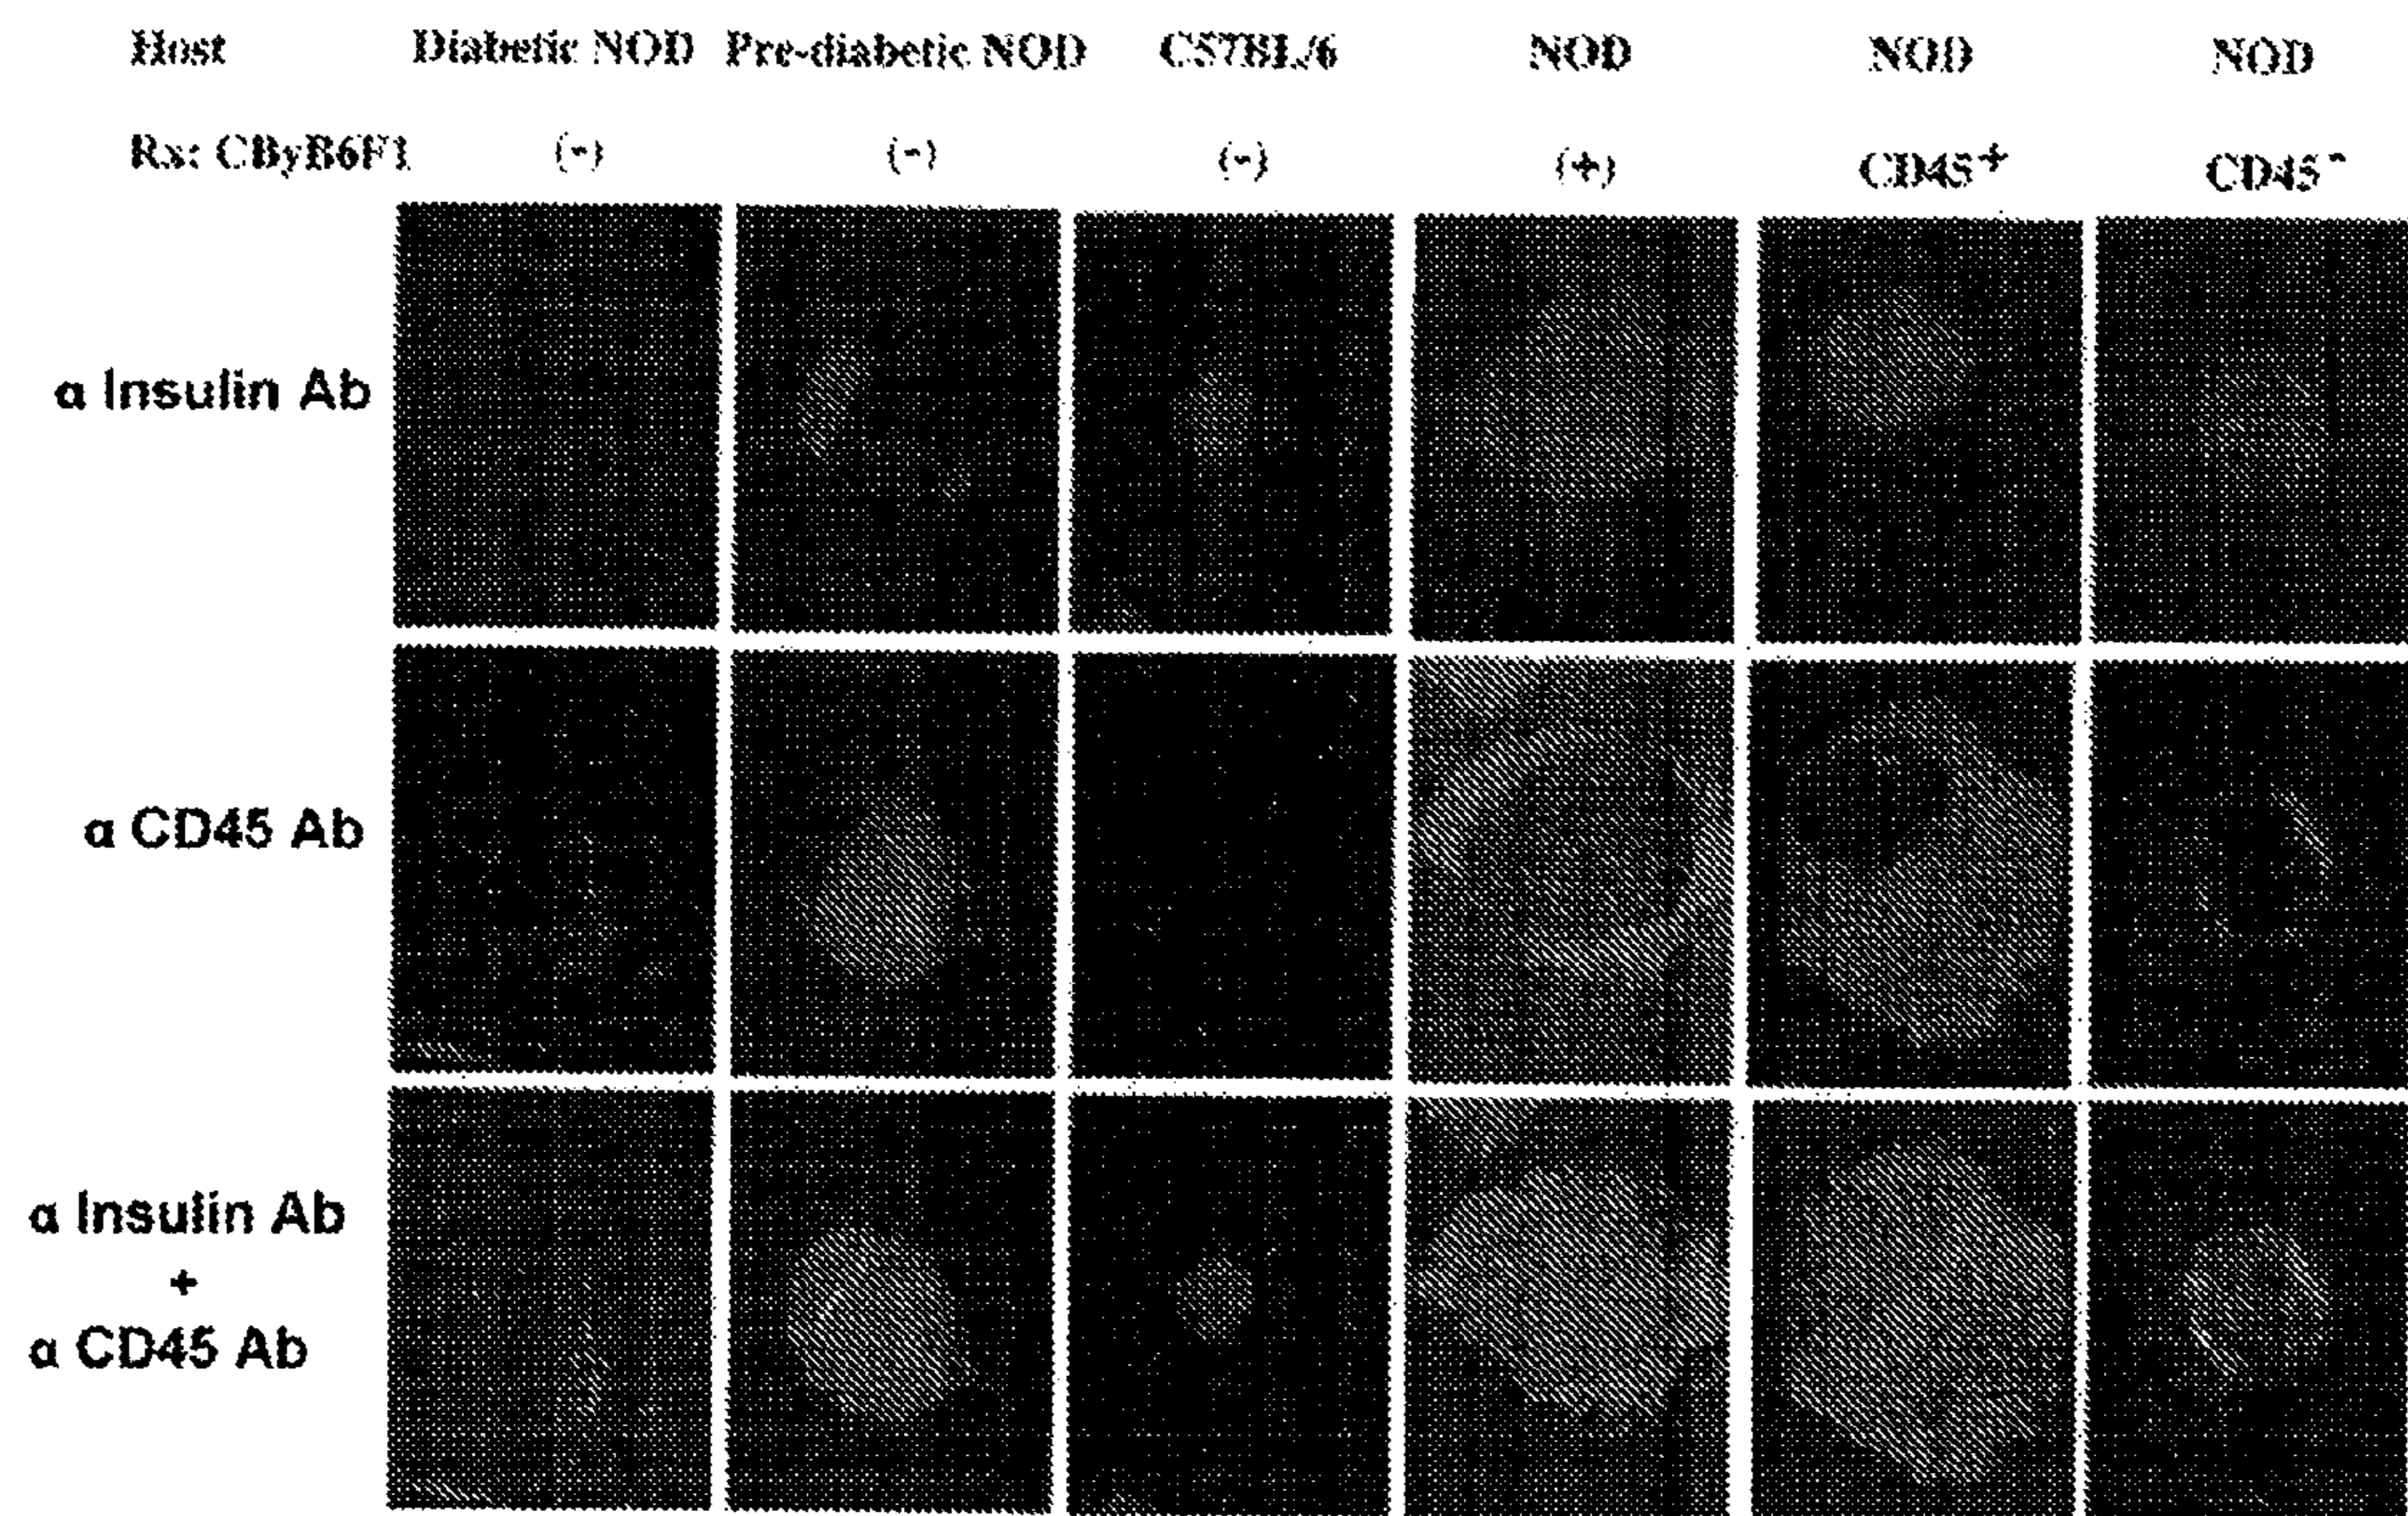 Host Diabetic NOD Pre-diabetic NOD C57BL/6 NOD NOD NOD
Rx: CByB6F1 (-) (-) (-) (+) CD45+ CD45-
α Insulin Ab
α CD45 Ab
α Insulin Ab
+
α CD45 Ab